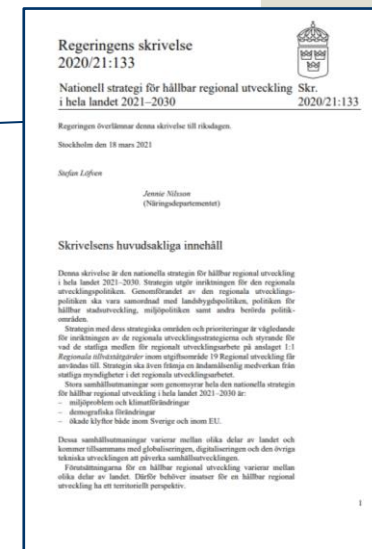 Regeringens skrivelse
2020/21:133
Nationell strategi för hållbar regional utveckling Skr.
i hela landet 2021–2030 2020/21:133
Regeringen överlämnar denna skrivelse till riksdagen.
Stockholm den 18 mars 2021
Stefan Löfven
Jennie Nilsson
(Näringsdepartementet)
Skrivelsens huvudsakliga innehåll
Denna skrivelse är den nationella strategin för hållbar regional utveckling
i hela landet 2021–2030. Strategin utgör inriktningen för den regionala
utvecklingspolitiken. Genomförandet av den regionala utvecklings-
politiken ska vara samordnad med landsbygdspolitiken, politiken för
hållbar stadsutveckling, miljöpolitiken samt andra berörda politik-
områden.
Strategin med dess strategiska områden och prioriteringar är vägledande
för inriktningen av de regionala utvecklingsstrategierna och styrande för
vad de statliga medlen för regionalt utvecklingsarbete på anslaget 1:1
Regionala tillväxtåtgärder inom utgiftsområde 19 Regional utveckling får
användas till. Strategin ska även främja en ändamålsenlig medverkan från
statliga myndigheter i det regionala utvecklingsarbetet.
Stora samhällsutmaningar som genomsyrar hela den nationella strategin
för hållbar regional utveckling i hela landet 2021–2030 är:
– miljöproblem och klimatförändringar
– demografiska förändringar
– ökade klyftor både inom Sverige och inom EU.
Dessa samhällsutmaningar varierar mellan olika delar av landet och
kommer tillsammans med globaliseringen, digitaliseringen och den övriga
tekniska utvecklingen att påverka samhällsutvecklingen.
Förutsättningarna för en hållbar regional utveckling varierar mellan
olika delar av landet. Därför behöver insatser för en hållbar regional
utveckling ha ett territoriellt perspektiv.
1